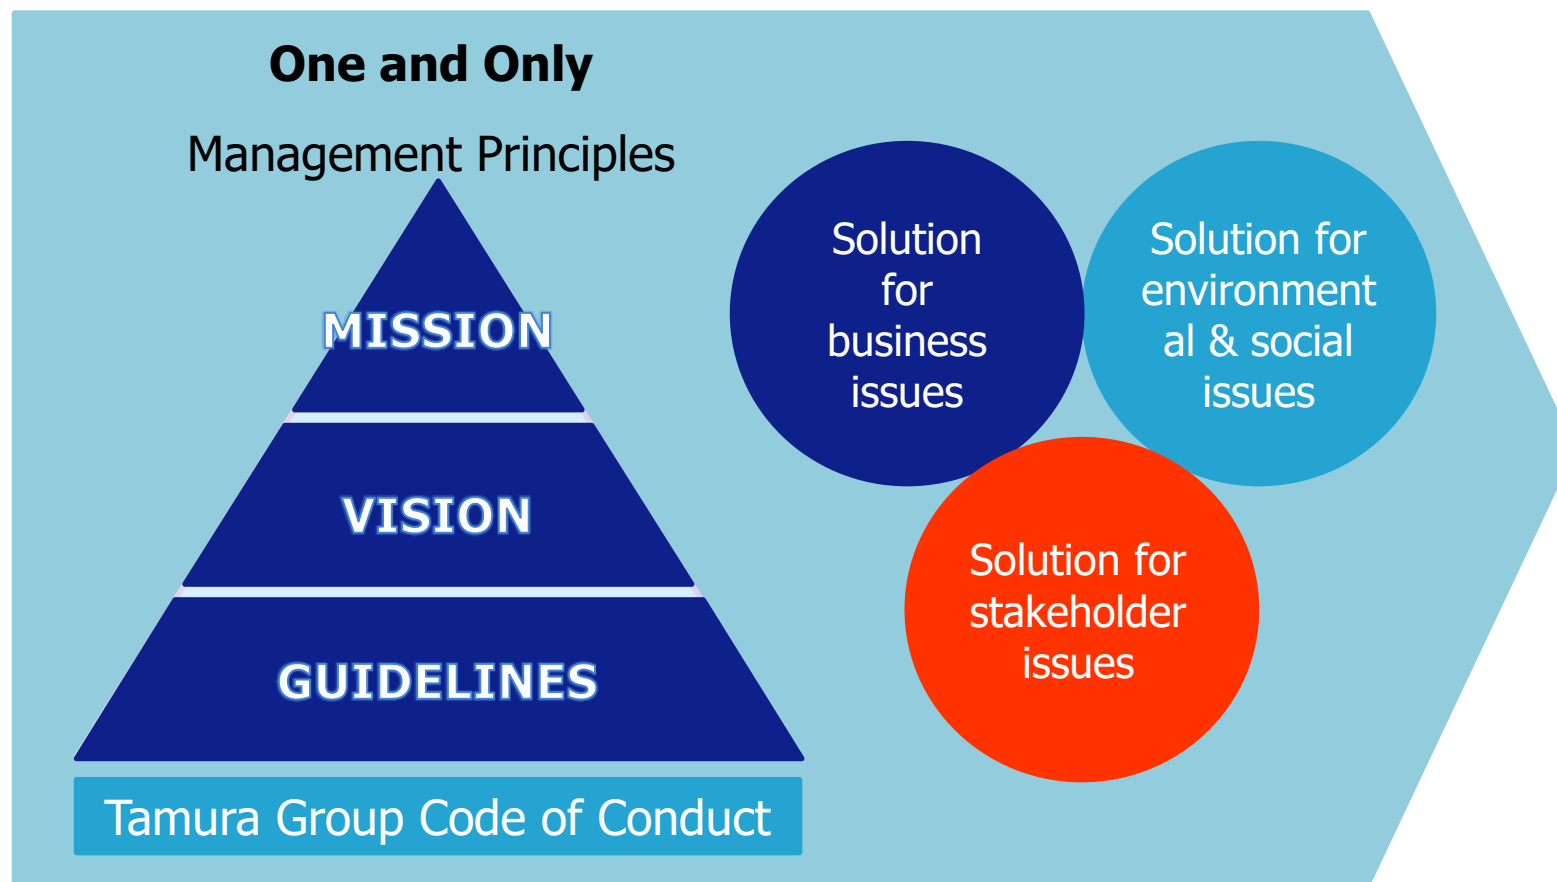 One and Only
Management Principles
MISSION
VISION
GUIDELINES
Tamura Group Code of Conduct
Solution
for
business
issues
Solution for
environment
al & social
issues
Solution for
stakeholder
issues